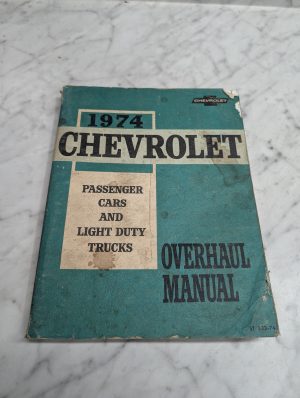 CHEVROLET
1974
CHEVROLET
PASSENGER
CARS
AND
LIGHT DUTY
TRUCKS
OVERHAUL
MANUAL